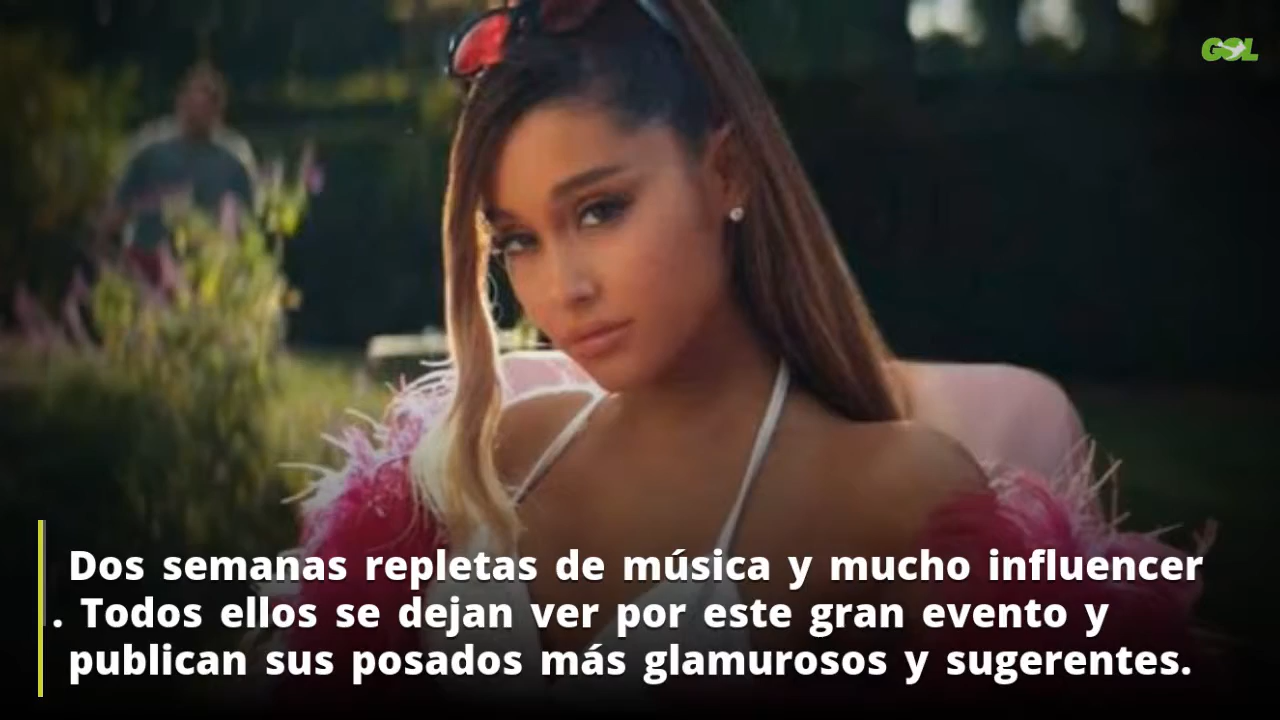 GOL
Dos semanas repletas de música y mucho influencer
. Todos ellos se dejan ver por este gran evento y
publican sus posados más glamurosos y sugerentes.